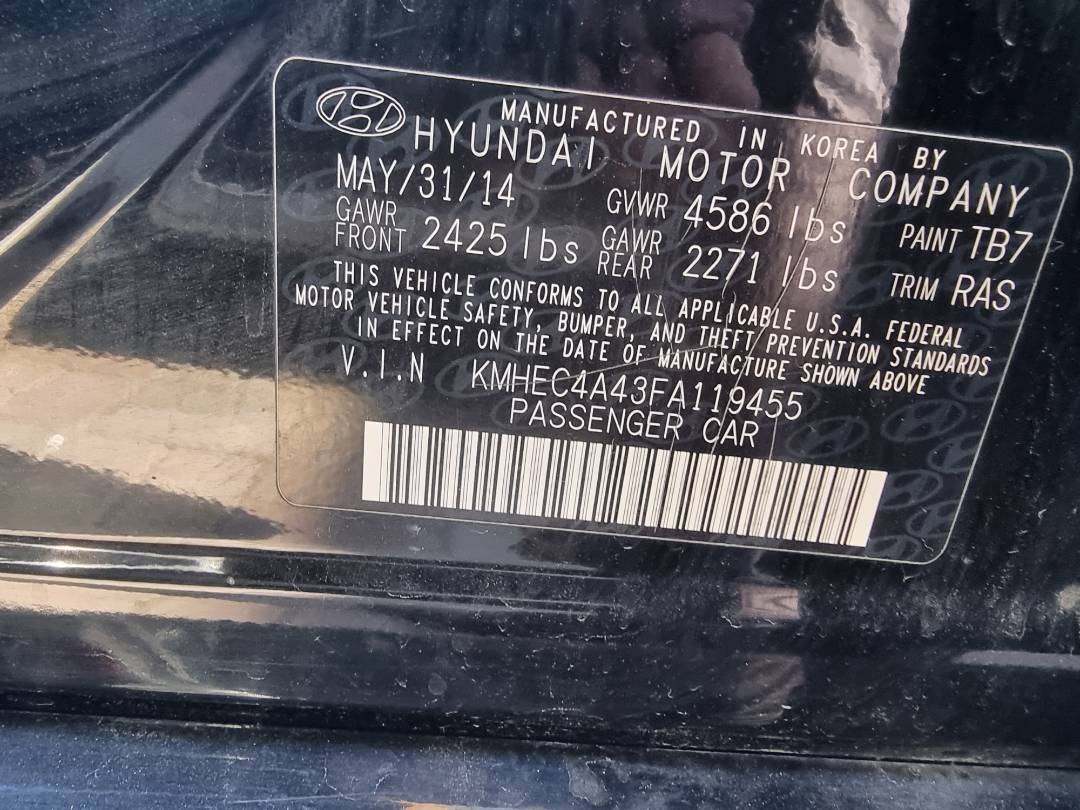 MANUFACTURED IN KOREA BY
HYUNDAI MOTOR COMPANY
MAY/31/14 GVWR 4586 lbs PAINT TB7
GAWR FRONT 2425 lbs GAWR REAR 2271 lbs TRIM RAS
THIS VEHICLE CONFORMS TO ALL APPLICABLE U.S.A. FEDERAL
MOTOR VEHICLE SAFETY, BUMPER, AND THEFT PREVENTION STANDARDS
IN EFFECT ON THE DATE OF MANUFACTURE SHOWN ABOVE
V.I.N KMHEC4A43FA119455
PASSENGER CAR